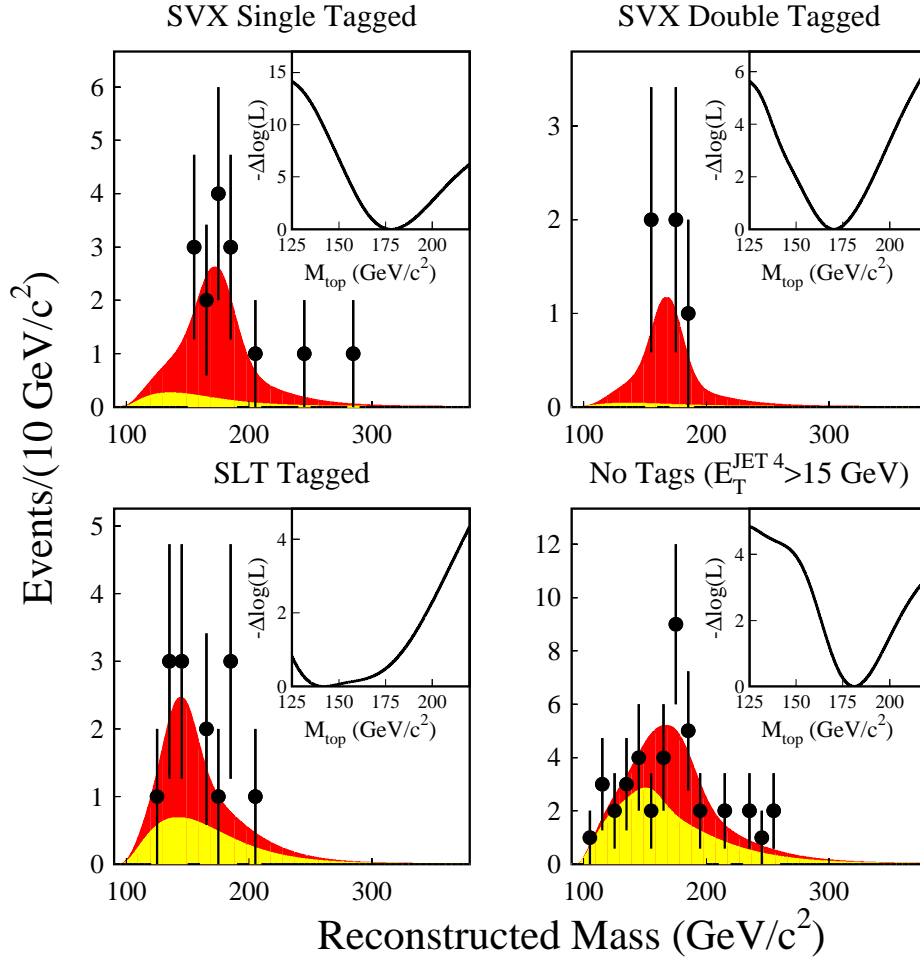 SVX Single Tagged
SVX Double Tagged
Events/(10 GeV/c²)
6
5
4
3
2
1
0
100 200 300
-Δlog(L)
15
10
5
0
125 150 175 200
M_top (GeV/c²)
3
2
1
0
100 200 300
-Δlog(L)
6
4
2
0
125 150 175 200
M_top (GeV/c²)
SLT Tagged
No Tags (E_T^JET 4>15 GeV)
5
4
3
2
1
0
100 200 300
-Δlog(L)
4
2
0
125 150 175 200
M_top (GeV/c²)
12
10
8
6
4
2
0
100 200 300
-Δlog(L)
4
2
0
125 150 175 200
M_top (GeV/c²)
Reconstructed Mass (GeV/c²)